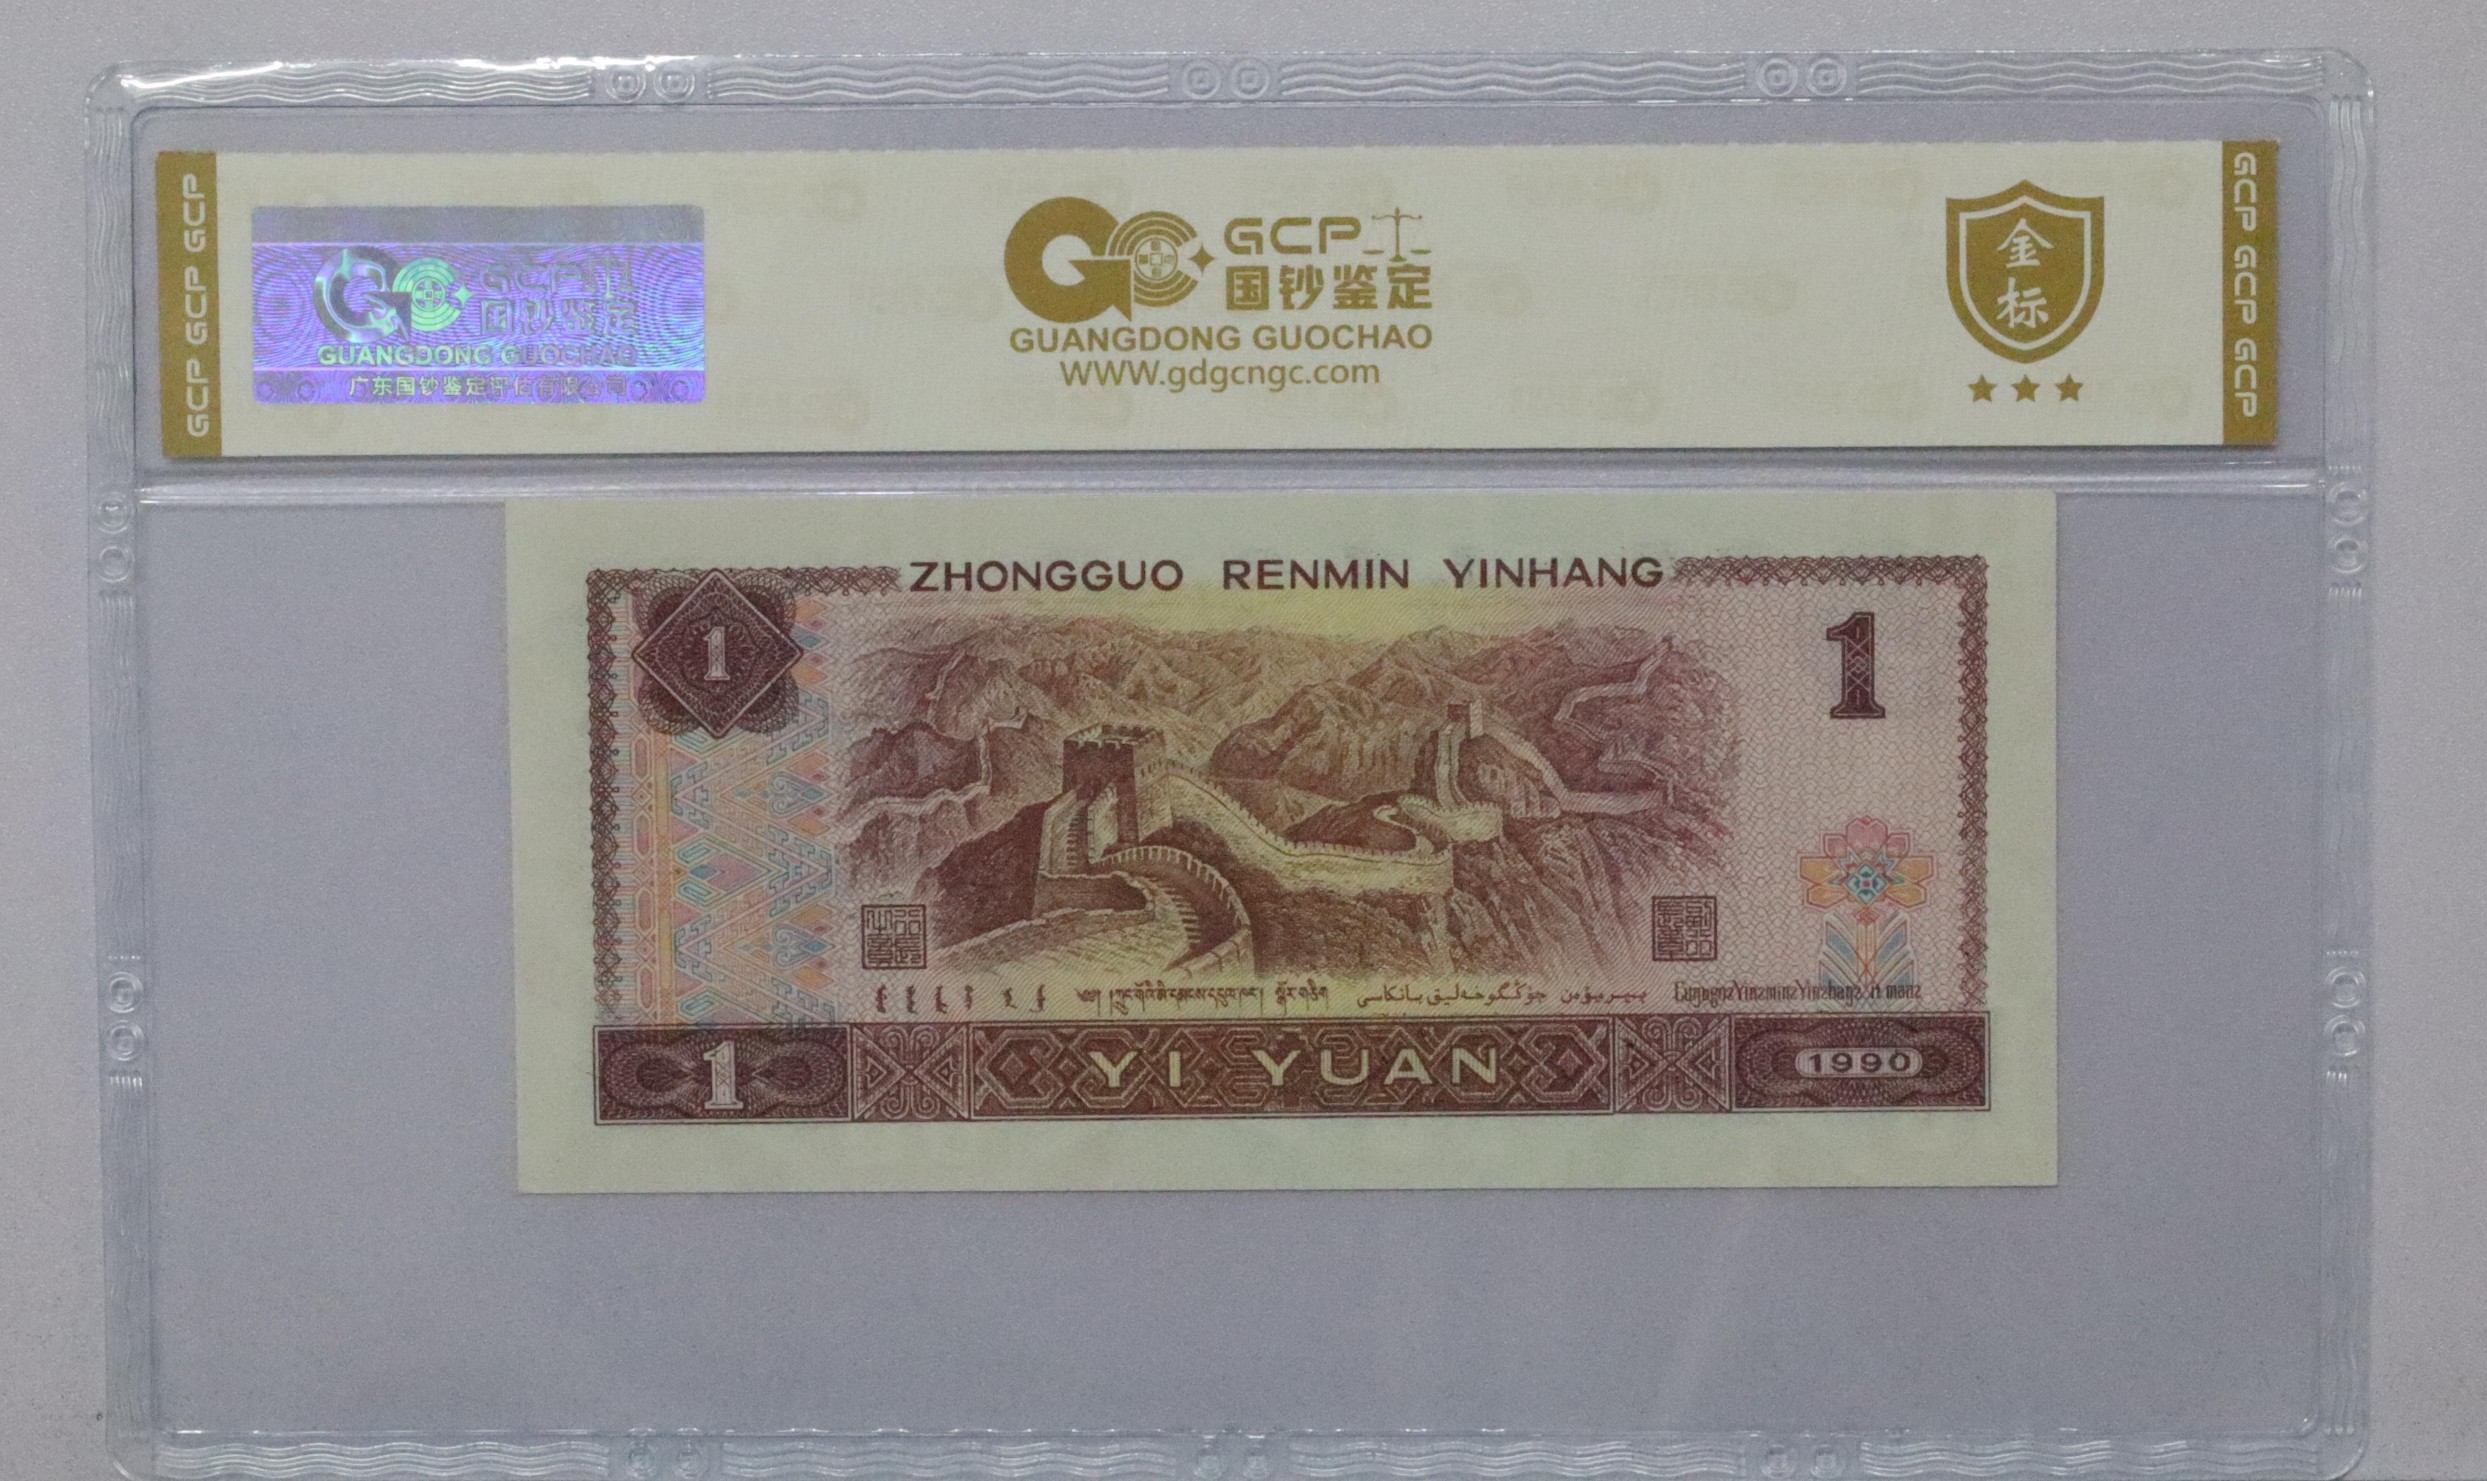 GCP GCP GCP
GCP
国钞鉴定
GUANGDONG GUOCHAO
广东国钞鉴定评估有限公司
GCP
国钞鉴定
GUANGDONG GUOCHAO
WWW.gdgcngc.com
金
标
GCP GCP GCP
ZHONGGUO RENMIN YINHANG
1
1
1
YI YUAN
1990